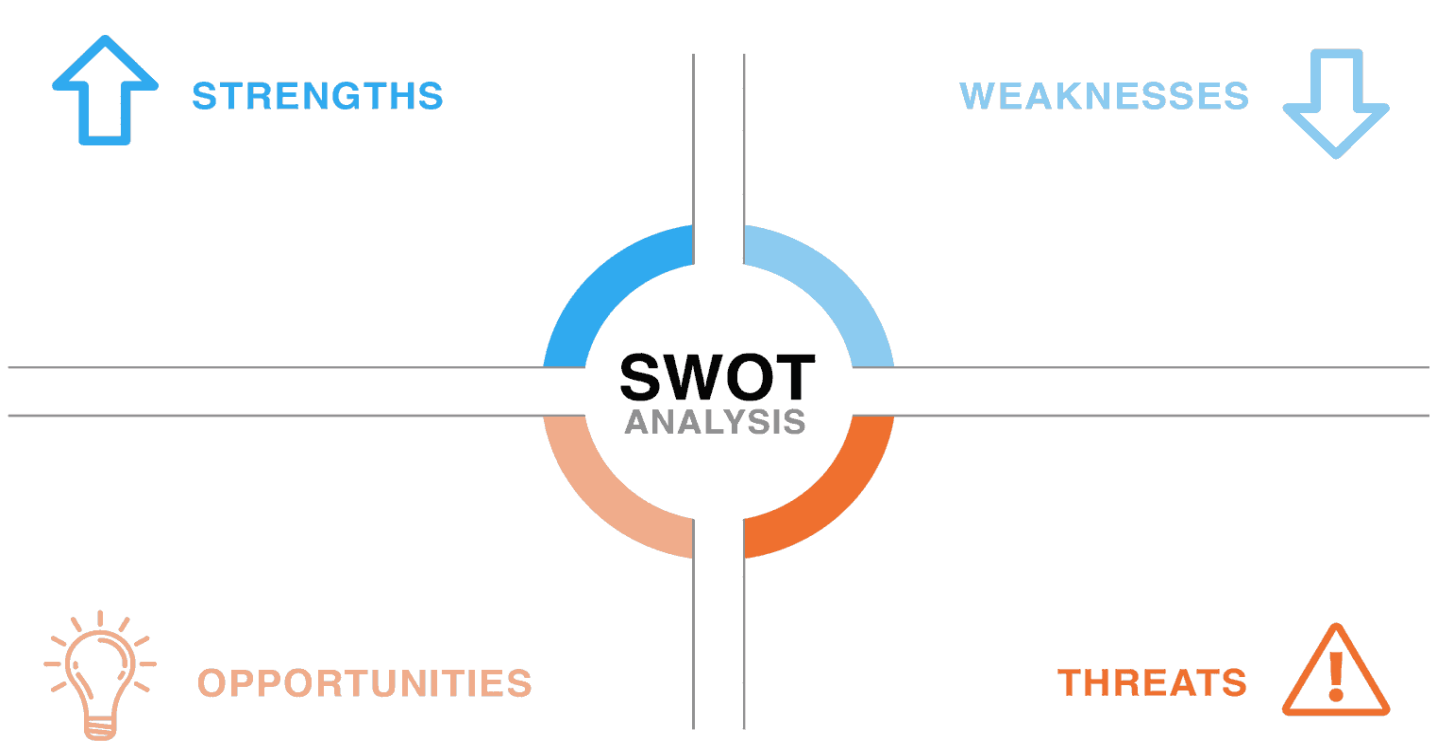 STRENGTHS
WEAKNESSES
SWOT
ANALYSIS
OPPORTUNITIES
THREATS